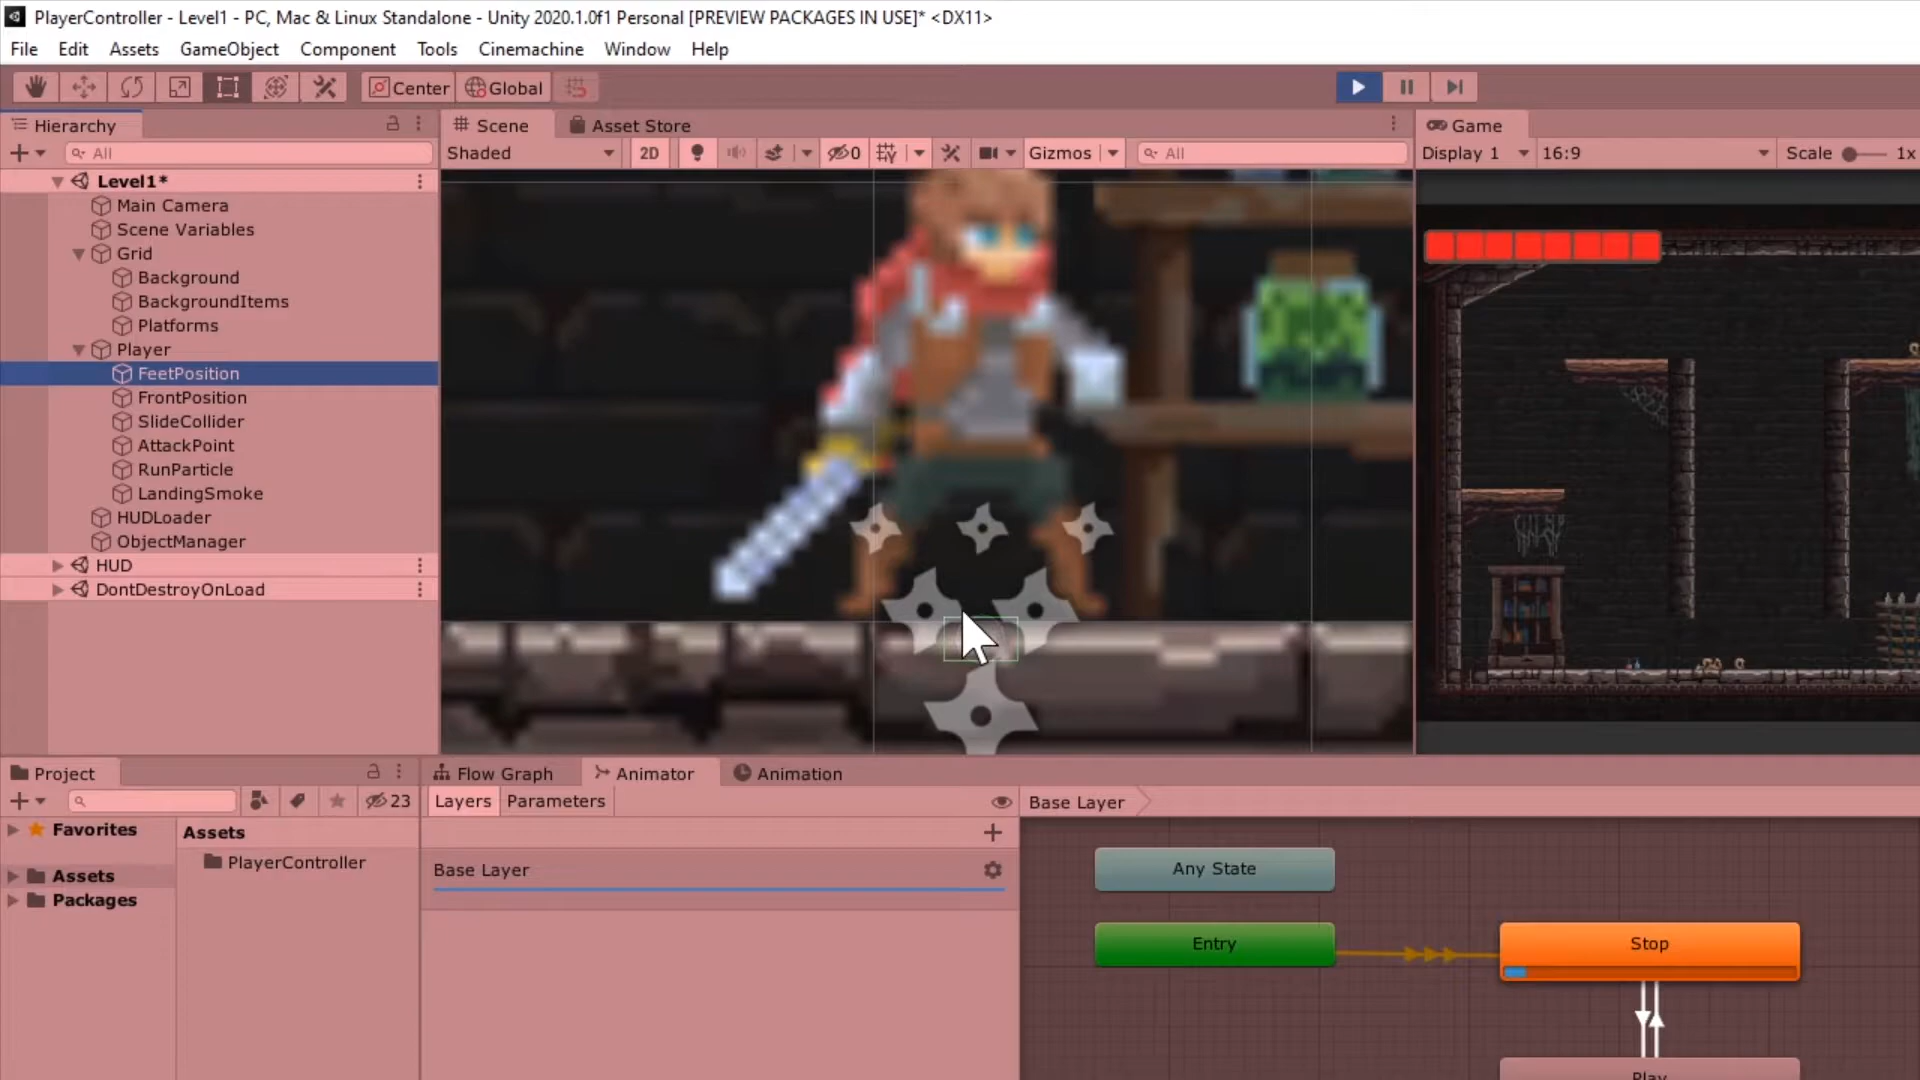 PlayerController - Level1 - PC, Mac & Linux Standalone - Unity 2020.1.0f1 Personal [PREVIEW PACKAGES IN USE]* <DX11>
File Edit Assets GameObject Component Tools Cinemachine Window Help
Center Global
Hierarchy
All
Level1*
Main Camera
Scene Variables
Grid
Background
BackgroundItems
Platforms
Player
FeetPosition
FrontPosition
SlideCollider
AttackPoint
RunParticle
LandingSmoke
HUDLoader
ObjectManager
HUD
DontDestroyOnLoad
Scene Asset Store
Shaded 2D 0 Gizmos All
Game
Display 1 16:9 Scale 1x
Project
23
Favorites
Assets
Packages
Assets
PlayerController
Flow Graph Animator Animation
Layers Parameters
Base Layer
Base Layer
Any State
Entry
Stop
Play